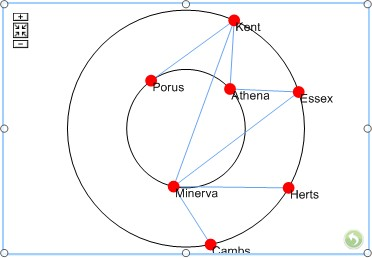 Kent
Porus
Athena
Essex
Minerva
Herts
Cambs